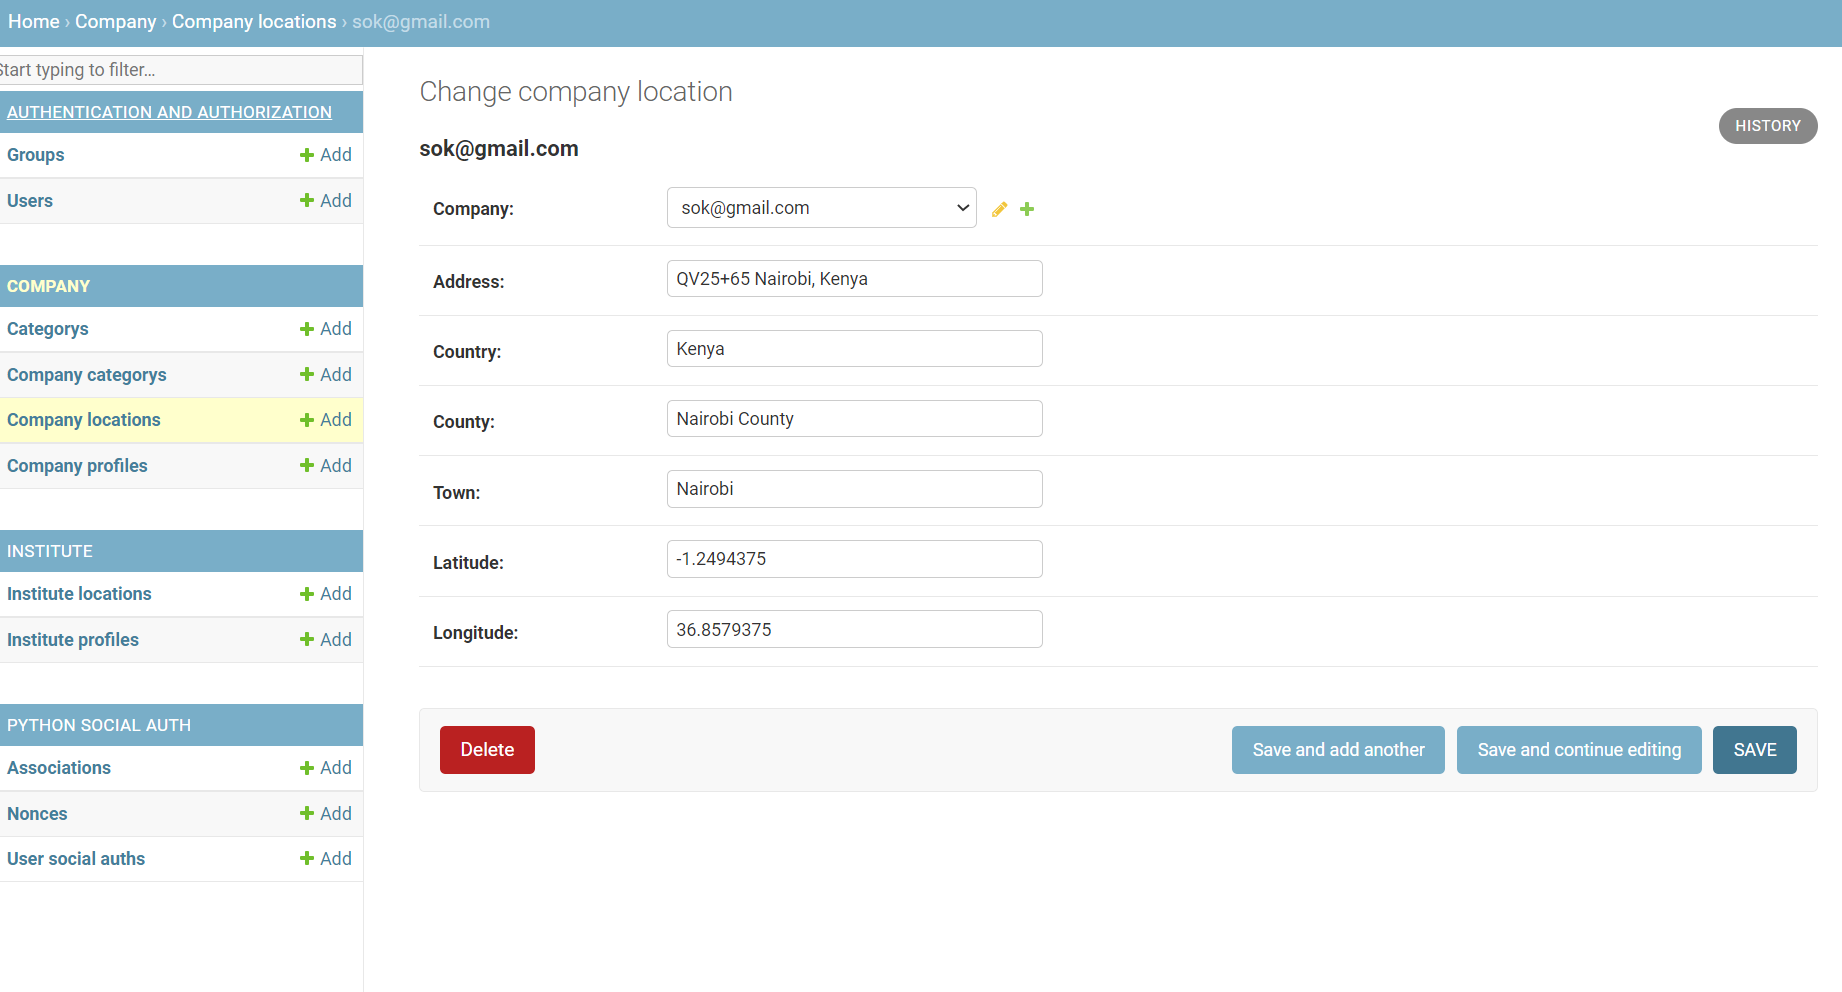 Home › Company › Company locations › sok@gmail.com
Start typing to filter...
AUTHENTICATION AND AUTHORIZATION
Groups Add
Users Add
COMPANY
Categorys Add
Company categorys Add
Company locations Add
Company profiles Add
INSTITUTE
Institute locations Add
Institute profiles Add
PYTHON SOCIAL AUTH
Associations Add
Nonces Add
User social auths Add
Change company location
HISTORY
sok@gmail.com
Company: sok@gmail.com
Address: QV25+65 Nairobi, Kenya
Country: Kenya
County: Nairobi County
Town: Nairobi
Latitude: -1.2494375
Longitude: 36.8579375
Delete Save and add another Save and continue editing SAVE